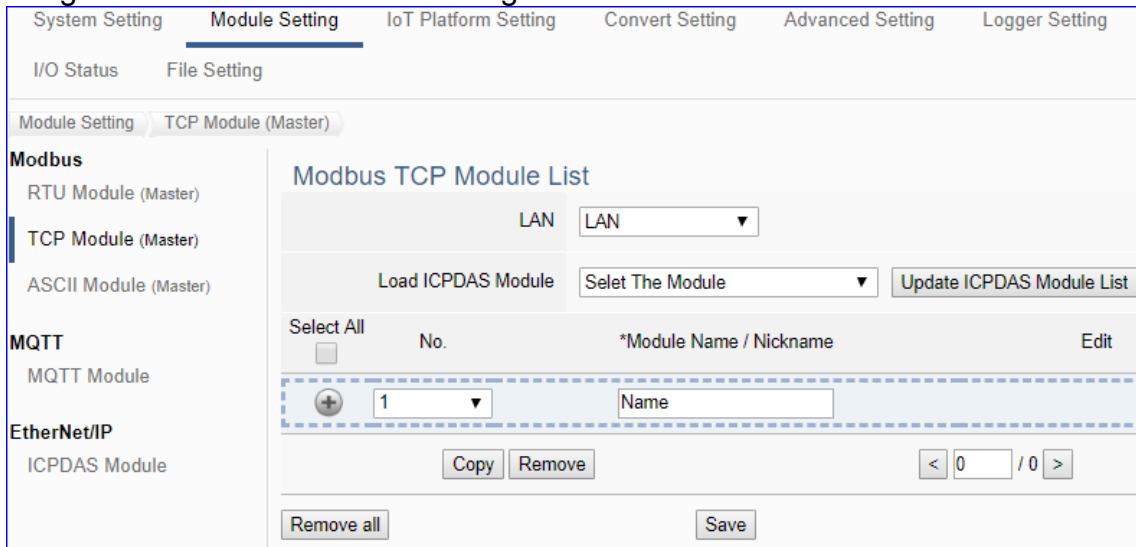 System Setting Module Setting IoT Platform Setting Convert Setting Advanced Setting Logger Setting
I/O Status File Setting
Module Setting TCP Module (Master)
Modbus
RTU Module (Master)
TCP Module (Master)
ASCII Module (Master)
MQTT
MQTT Module
EtherNet/IP
ICPDAS Module
Modbus TCP Module List
LAN LAN
Load ICPDAS Module Selet The Module Update ICPDAS Module List
Select All No. *Module Name / Nickname Edit
1 Name
Copy Remove < 0 / 0 >
Remove all Save